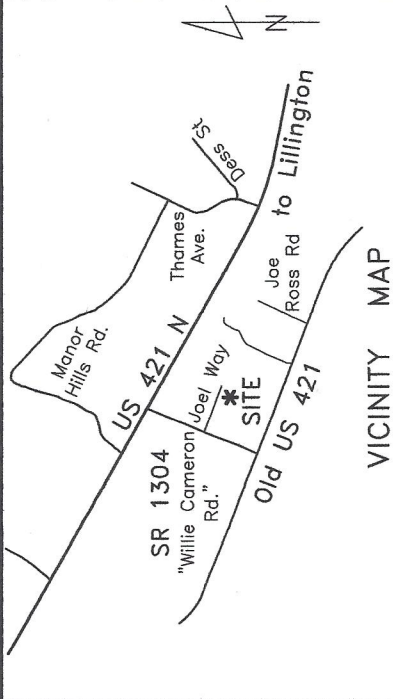 N
Dess St
Thames
Ave.
Manor
Hills Rd.
US 421 N
to Lillington
Joe
Ross Rd
Joel Way
*
SITE
SR 1304
"Willie Cameron
Rd."
Old US 421
VICINITY MAP